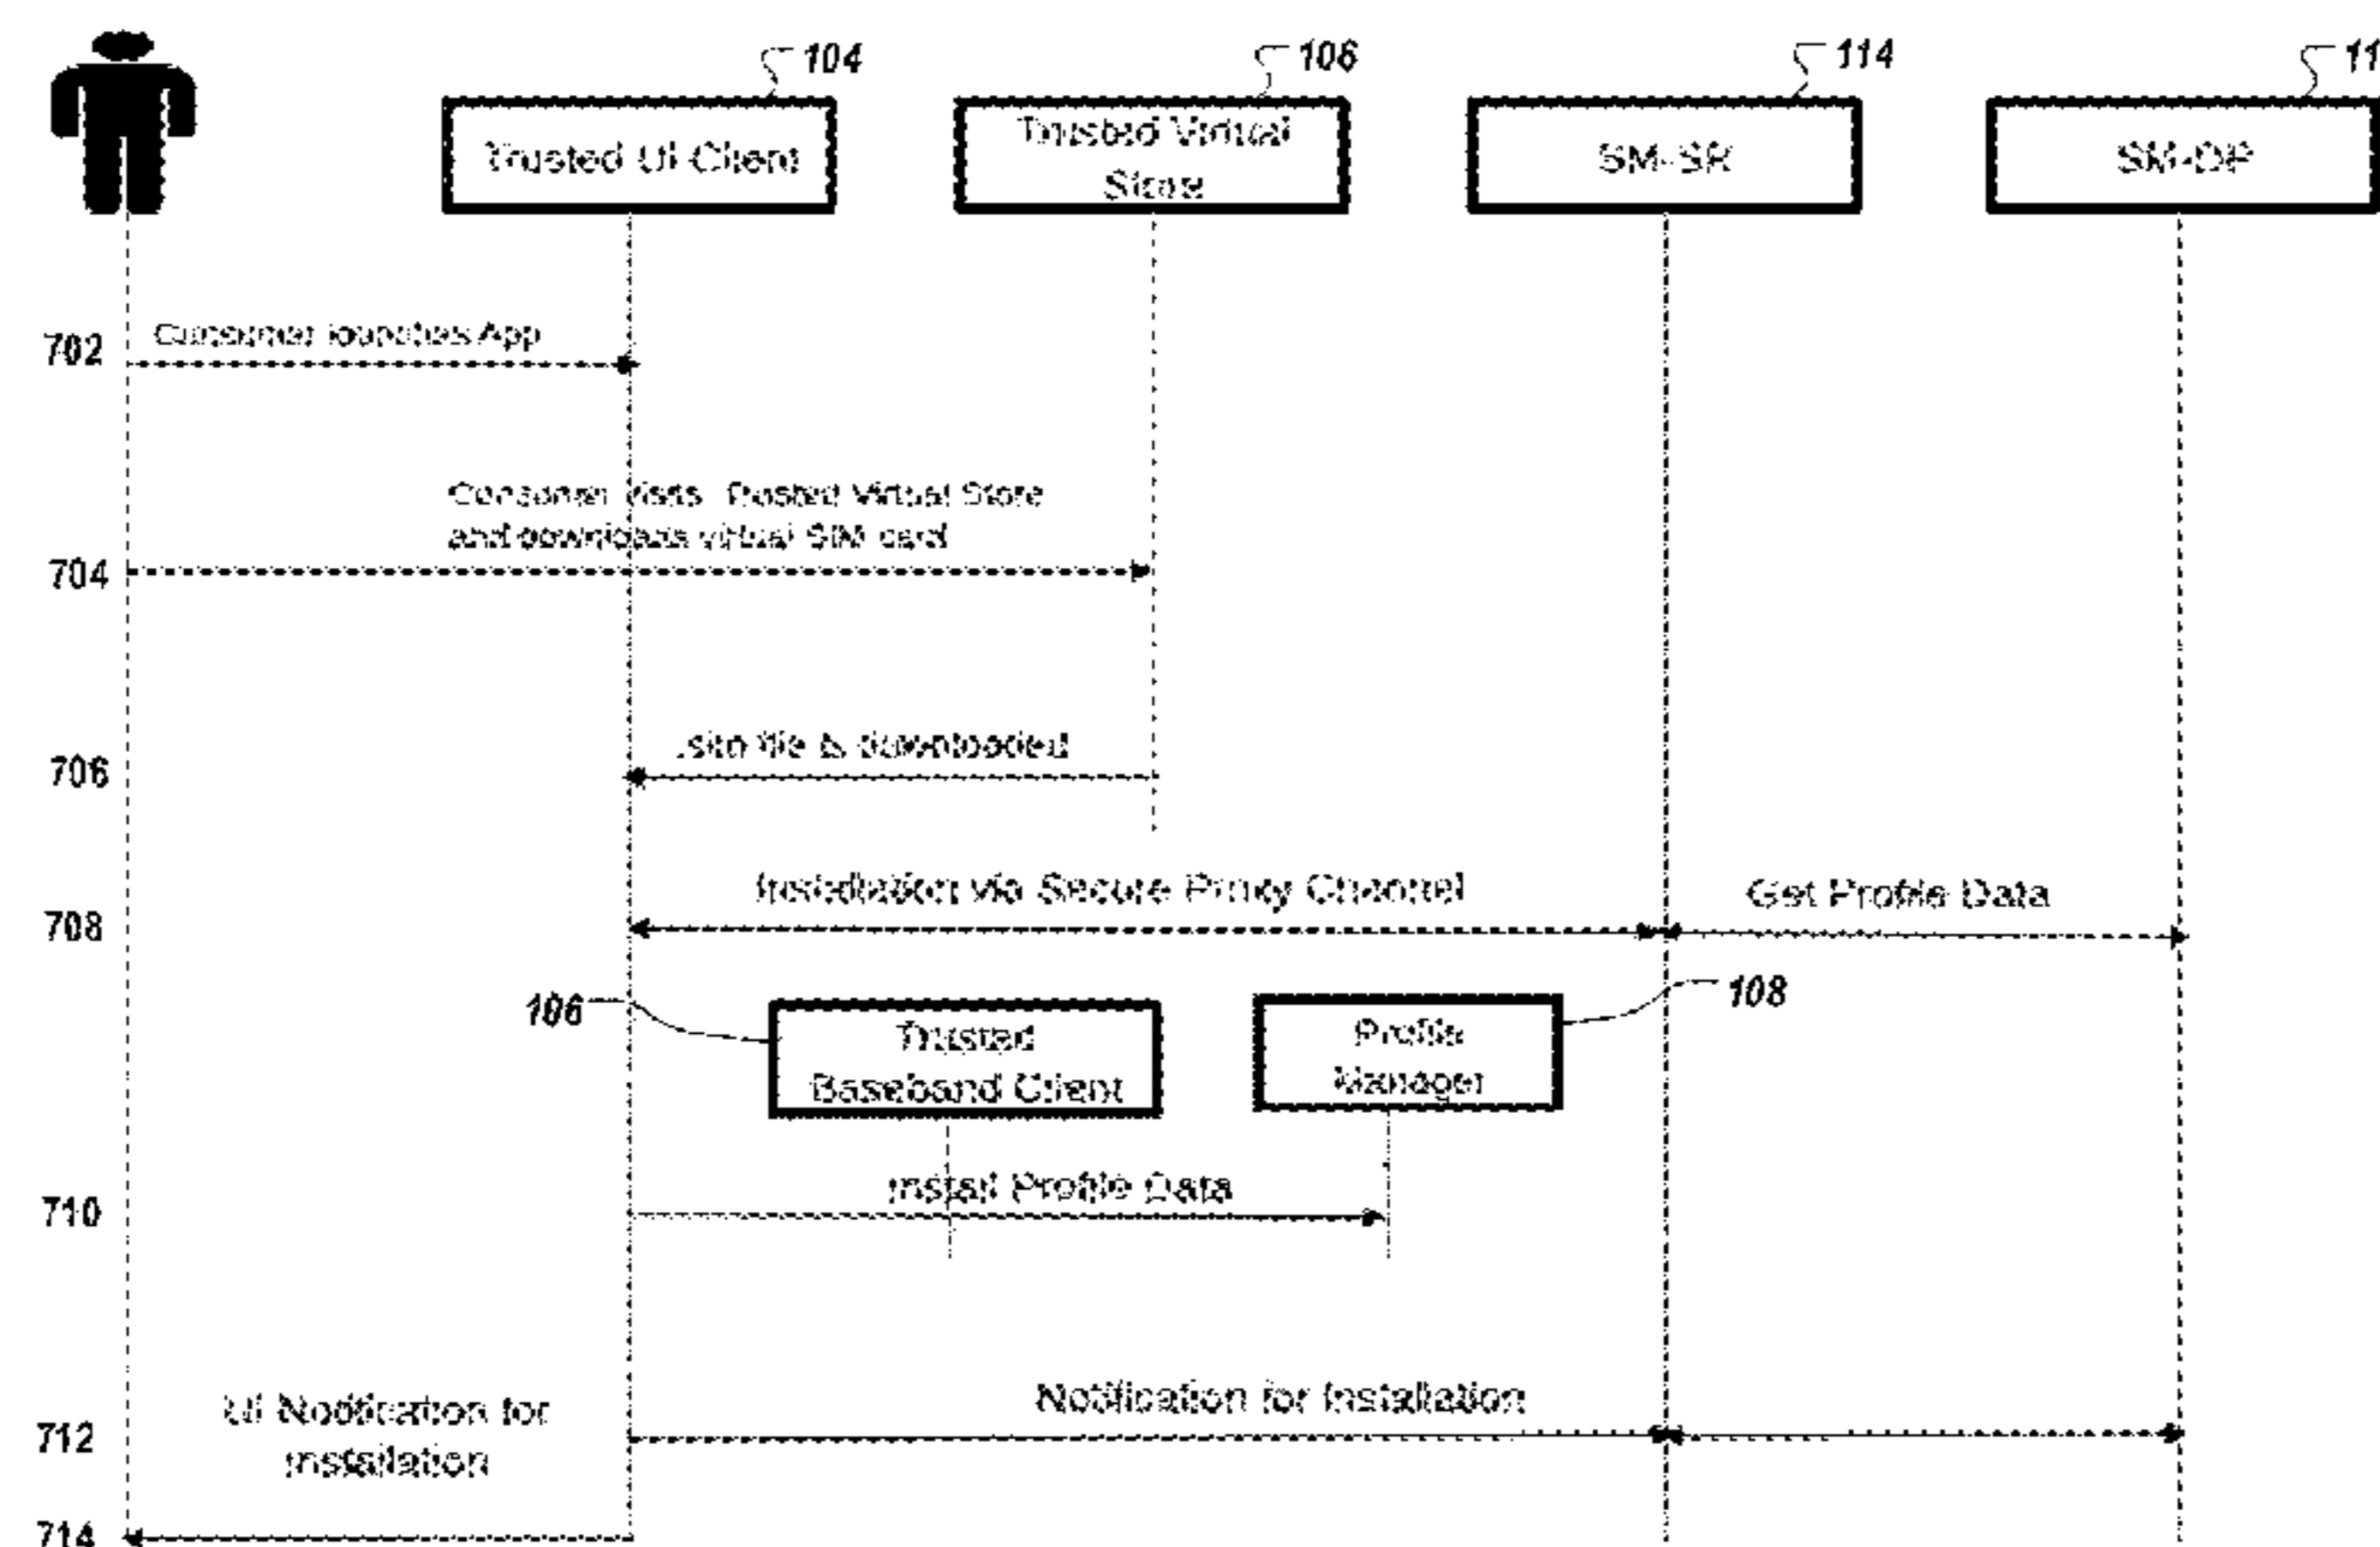 104
106
114
11
Trusted UI Client
Trusted Virtual
Store
SM-SR
SM-DP
702
Consumer launches App
Consumer visits Trusted Virtual Store
and downloads virtual SIM card
704
.sim file is downloaded
706
Installation via Secure Proxy Channel
Get Profile Data
708
106
108
Trusted
Baseband Client
Profile
Manager
Install Profile Data
710
Notification for Installation
UI Notification for
Installation
712
714